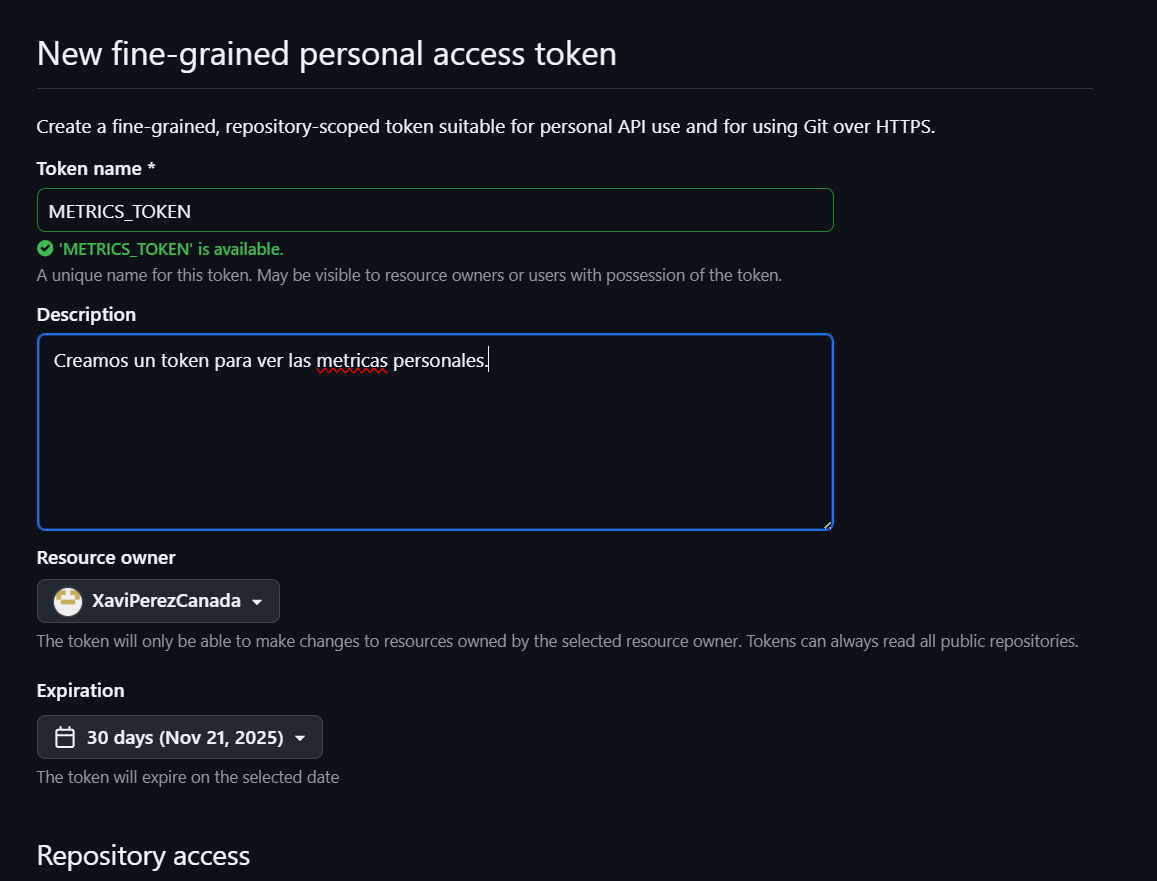 New fine-grained personal access token
Create a fine-grained, repository-scoped token suitable for personal API use and for using Git over HTTPS.
Token name *
METRICS_TOKEN
'METRICS_TOKEN' is available.
A unique name for this token. May be visible to resource owners or users with possession of the token.
Description
Creamos un token para ver las metricas personales.
Resource owner
XaviPerezCanada
The token will only be able to make changes to resources owned by the selected resource owner. Tokens can always read all public repositories.
Expiration
30 days (Nov 21, 2025)
The token will expire on the selected date
Repository access